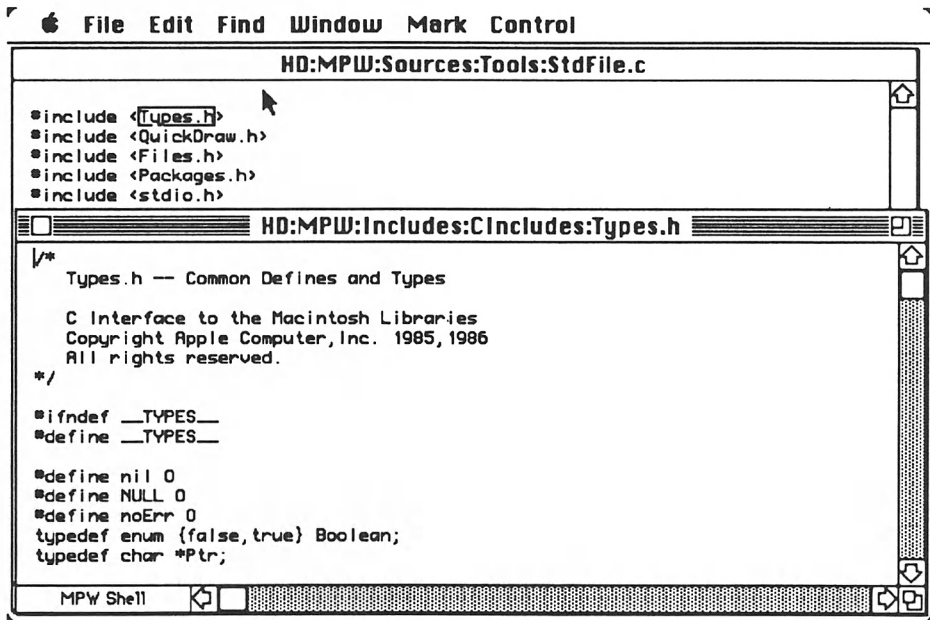 File Edit Find Window Mark Control
HD:MPW:Sources:Tools:StdFile.c
#include <Types.h>
#include <QuickDraw.h>
#include <Files.h>
#include <Packages.h>
#include <stdio.h>
HD:MPW:Includes:CIncludes:Types.h
/*
Types.h -- Common Defines and Types
C Interface to the Macintosh Libraries
Copyright Apple Computer,Inc. 1985,1986
All rights reserved.
*/
#ifndef __TYPES__
#define __TYPES__
#define nil 0
#define NULL 0
#define noErr 0
typedef enum {false,true} Boolean;
typedef char *Ptr;
MPW Shell